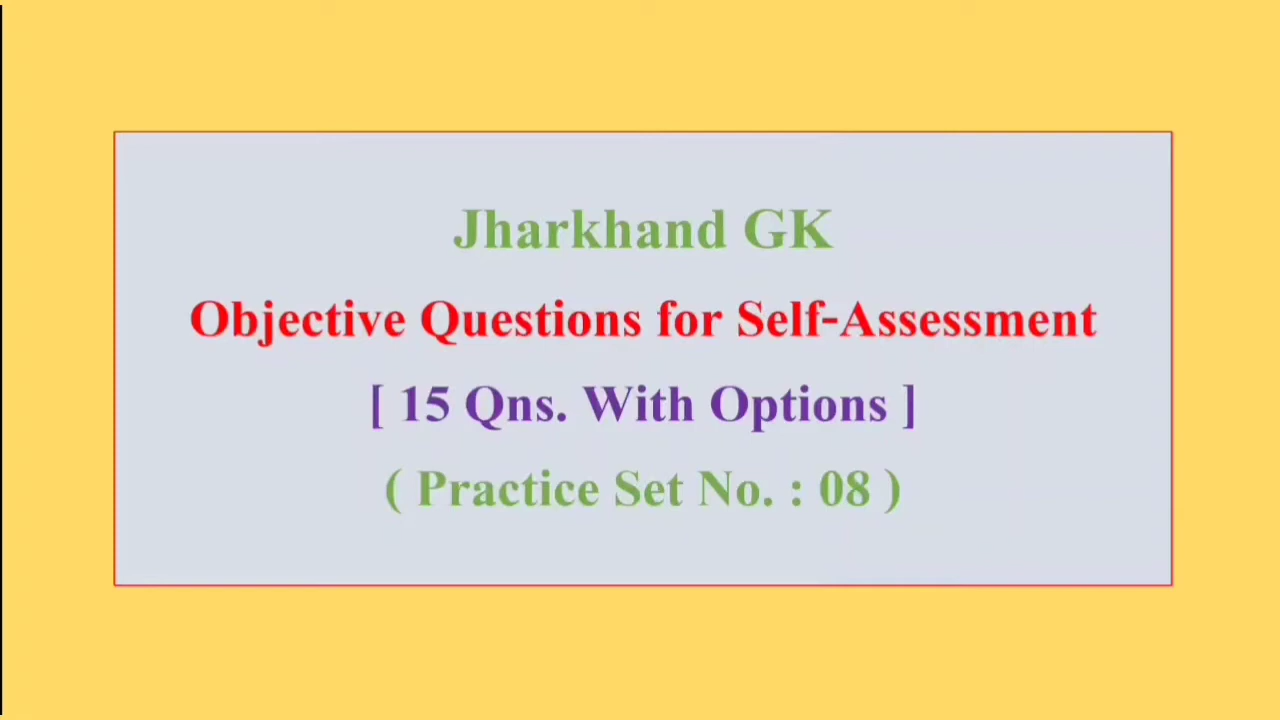 Jharkhand GK
Objective Questions for Self-Assessment
[ 15 Qns. With Options ]
( Practice Set No. : 08 )